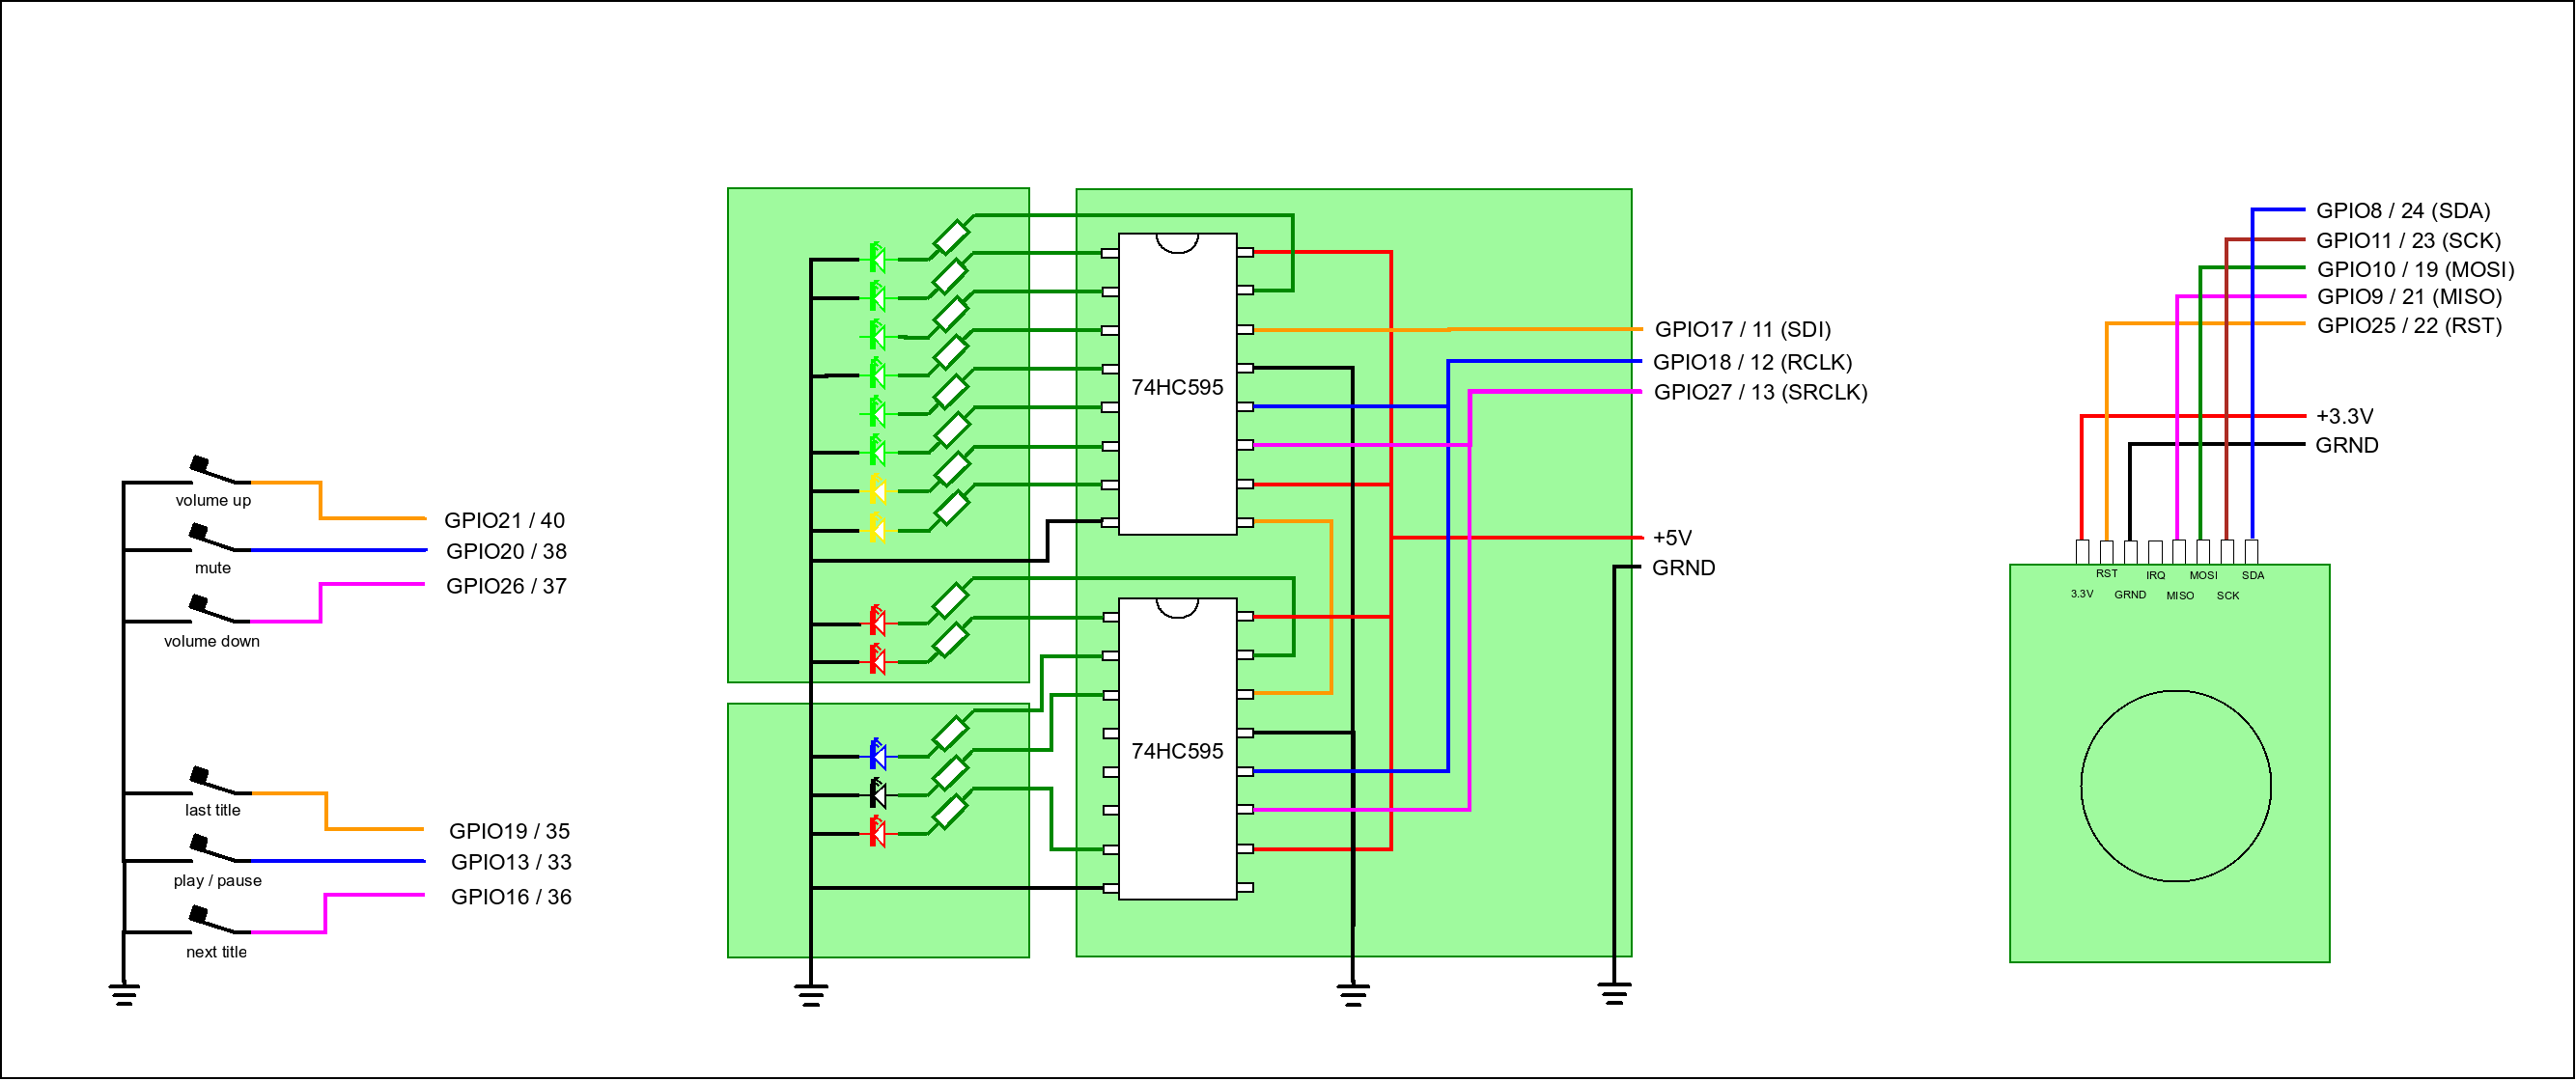 volume up
GPIO21 / 40
mute
GPIO20 / 38
volume down
GPIO26 / 37
last title
GPIO19 / 35
play / pause
GPIO13 / 33
next title
GPIO16 / 36
74HC595
74HC595
GPIO17 / 11 (SDI)
GPIO18 / 12 (RCLK)
GPIO27 / 13 (SRCLK)
+5V
GRND
GPIO8 / 24 (SDA)
GPIO11 / 23 (SCK)
GPIO10 / 19 (MOSI)
GPIO9 / 21 (MISO)
GPIO25 / 22 (RST)
+3.3V
GRND
RST IRQ MOSI SDA
3.3V GRND MISO SCK